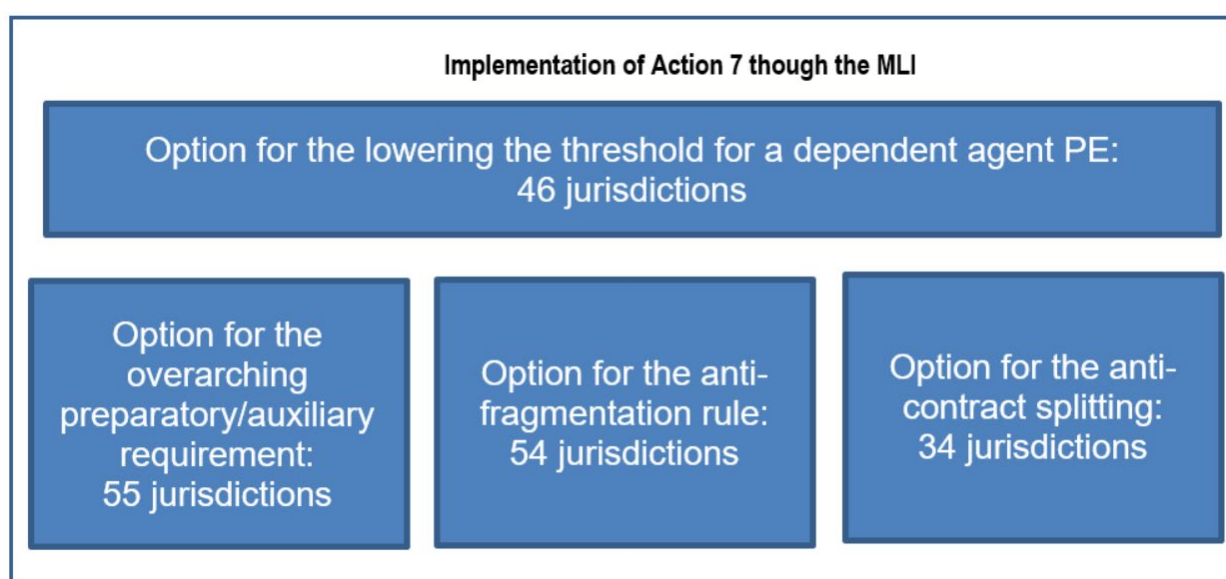 Implementation of Action 7 though the MLI
Option for the lowering the threshold for a dependent agent PE:
46 jurisdictions
Option for the
overarching
preparatory/auxiliary
requirement:
55 jurisdictions
Option for the anti-
fragmentation rule:
54 jurisdictions
Option for the anti-
contract splitting:
34 jurisdictions